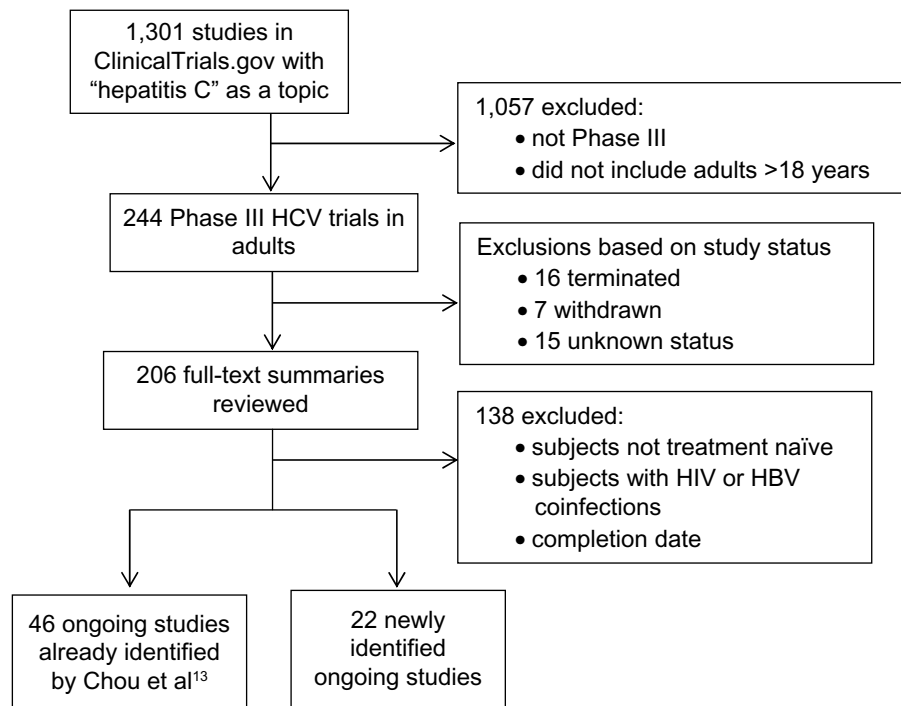 1,301 studies in
ClinicalTrials.gov with
“hepatitis C” as a topic
1,057 excluded:
• not Phase III
• did not include adults >18 years
244 Phase III HCV trials in
adults
Exclusions based on study status
• 16 terminated
• 7 withdrawn
• 15 unknown status
206 full-text summaries
reviewed
138 excluded:
• subjects not treatment naïve
• subjects with HIV or HBV
coinfections
• completion date
46 ongoing studies
already identified
by Chou et al¹³
22 newly
identified
ongoing studies